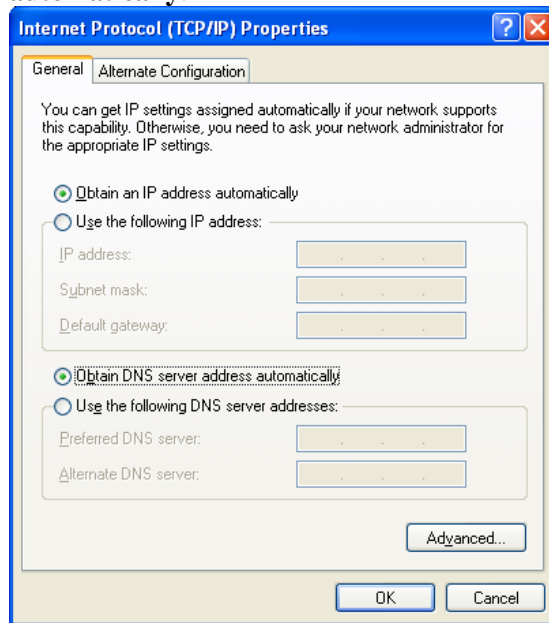 automatically.
Internet Protocol (TCP/IP) Properties
General
Alternate Configuration
You can get IP settings assigned automatically if your network supports
this capability. Otherwise, you need to ask your network administrator for
the appropriate IP settings.
Obtain an IP address automatically
Use the following IP address:
IP address:
Subnet mask:
Default gateway:
Obtain DNS server address automatically
Use the following DNS server addresses:
Preferred DNS server:
Alternate DNS server:
Advanced...
OK
Cancel